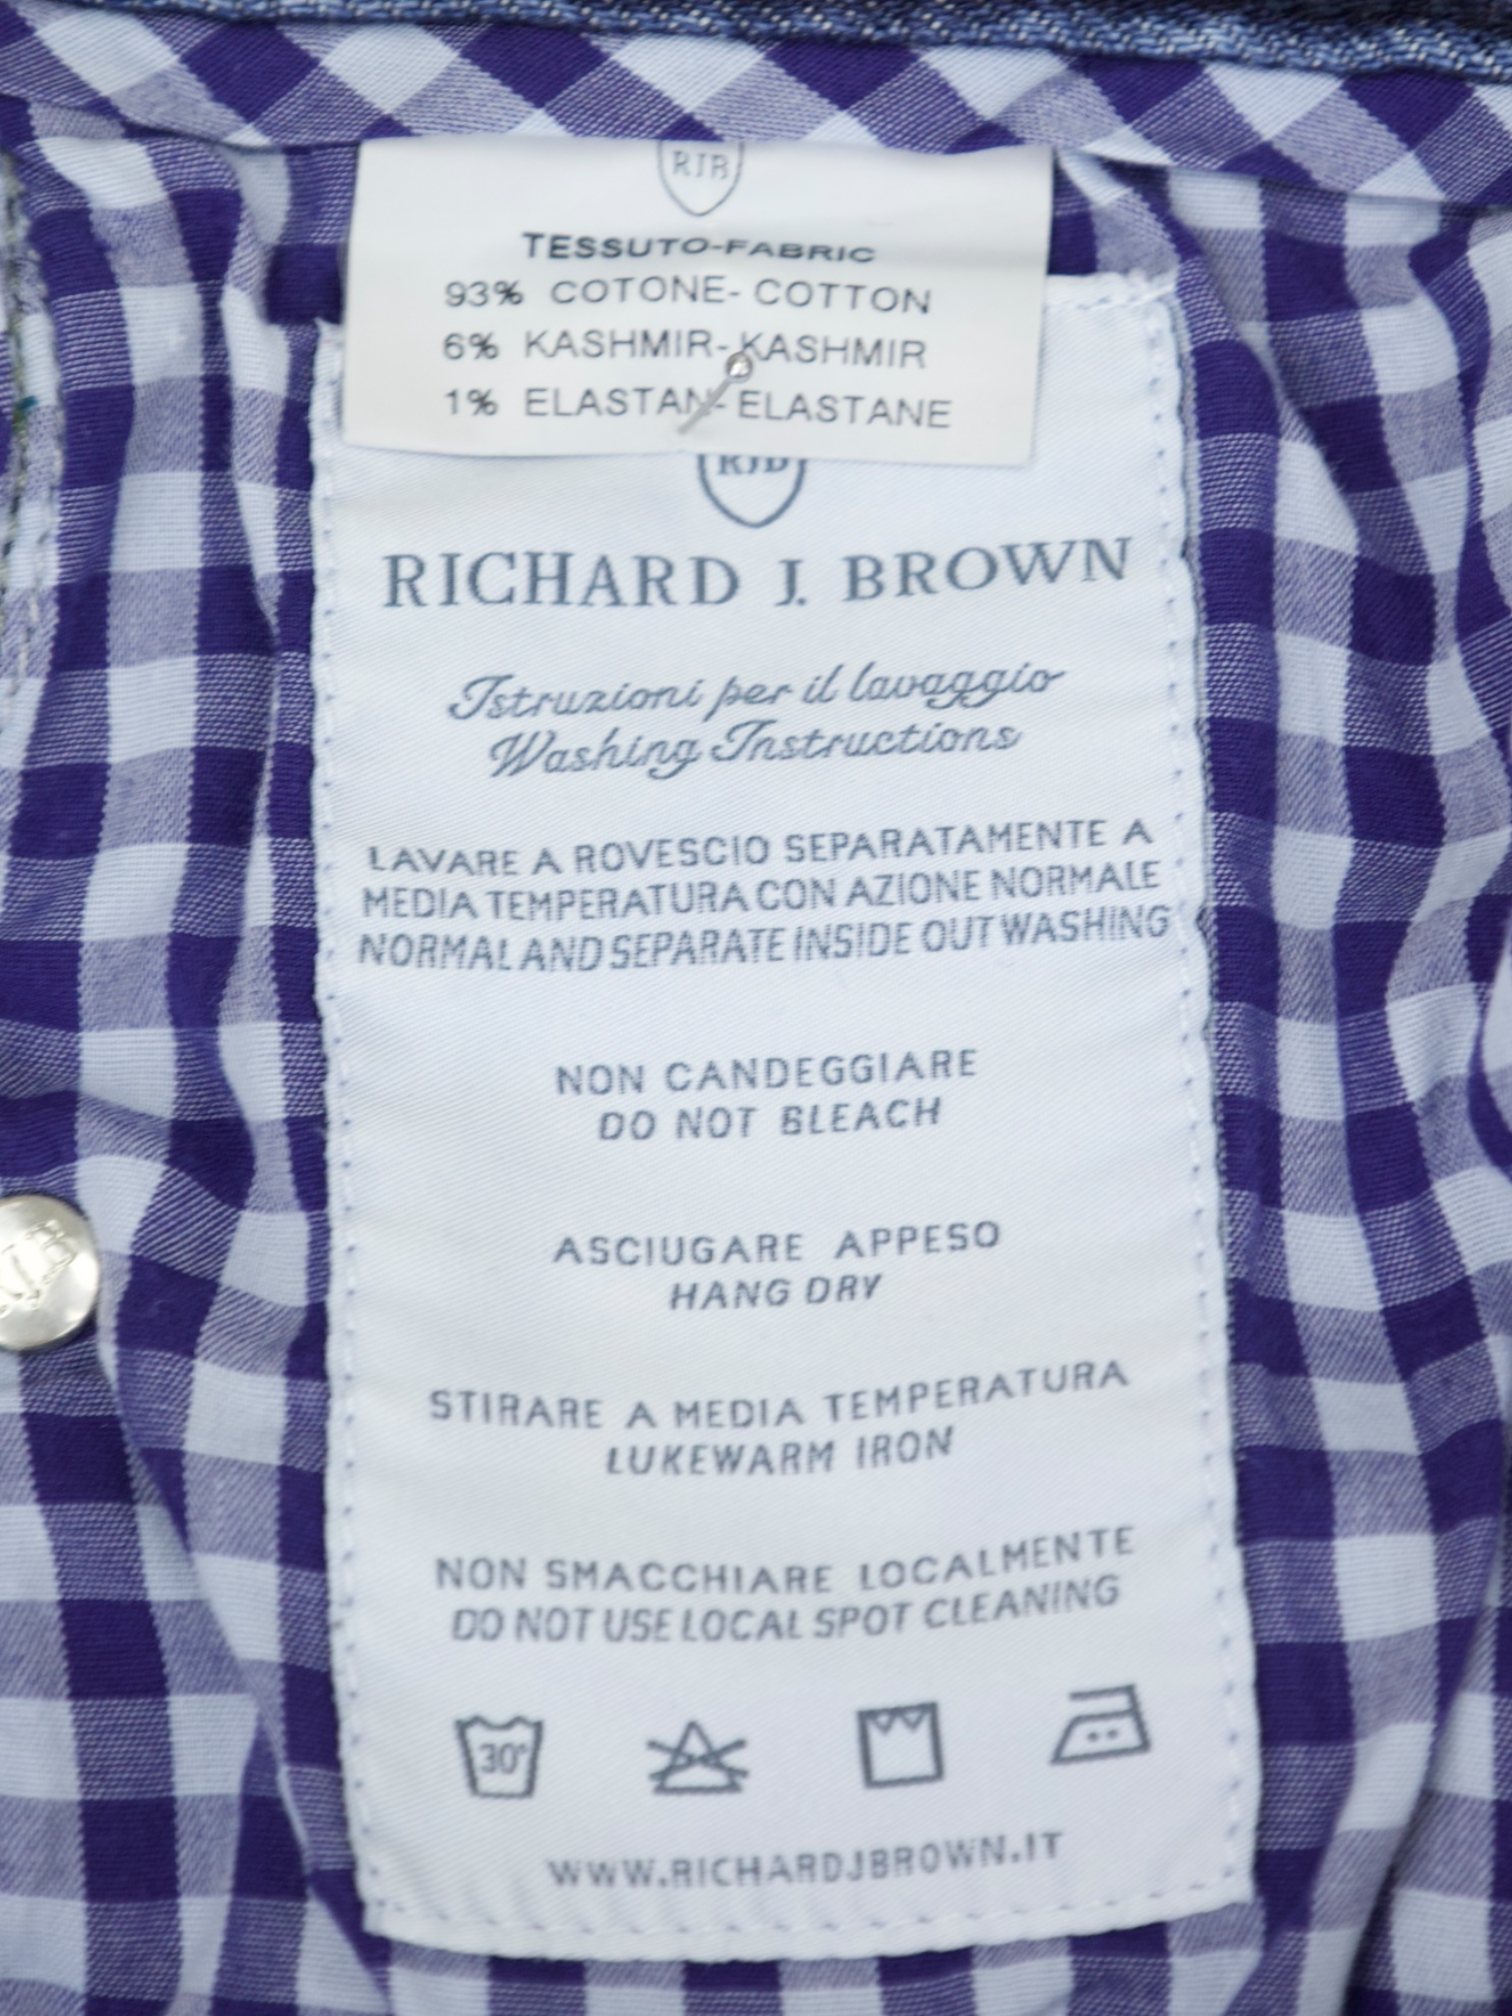 RJB
TESSUTO-FABRIC
93% COTONE- COTTON
6% KASHMIR-KASHMIR
1% ELASTAN-ELASTANE
RJB
RICHARD J. BROWN
Istruzioni per il lavaggio
Washing Instructions
LAVARE A ROVESCIO SEPARATAMENTE A
MEDIA TEMPERATURA CON AZIONE NORMALE
NORMAL AND SEPARATE INSIDE OUT WASHING
NON CANDEGGIARE
DO NOT BLEACH
ASCIUGARE APPESO
HANG DRY
STIRARE A MEDIA TEMPERATURA
LUKEWARM IRON
NON SMACCHIARE LOCALMENTE
DO NOT USE LOCAL SPOT CLEANING
30°
WWW.RICHARDJBROWN.IT